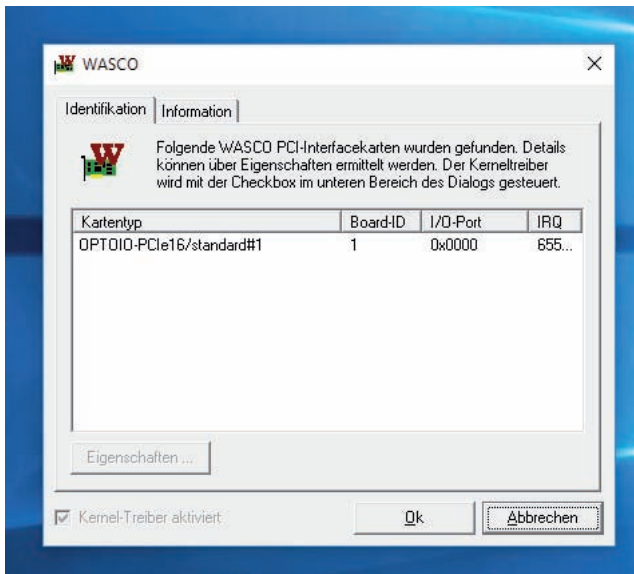 WASCO
Identifikation
Information
Folgende WASCO PCI-Interfacekarten wurden gefunden. Details
können über Eigenschaften ermittelt werden. Der Kerneltreiber
wird mit der Checkbox im unteren Bereich des Dialogs gesteuert.
Kartentyp Board-ID I/O-Port IRQ
OPTOIO-PCIe16/standard#1 1 0x0000 655...
Eigenschaften ...
Kernel-Treiber aktiviert
Ok
Abbrechen